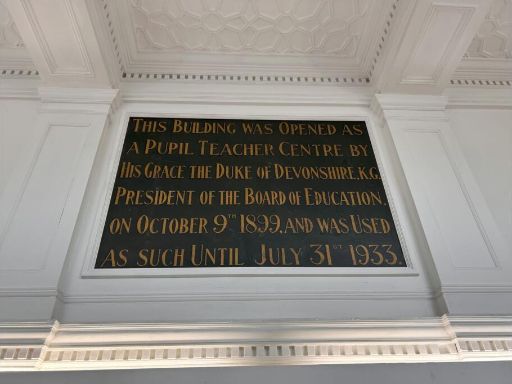 THIS BUILDING WAS OPENED AS
A PUPIL TEACHER CENTRE BY
HIS GRACE THE DUKE OF DEVONSHIRE, K.G.
PRESIDENT OF THE BOARD OF EDUCATION.
ON OCTOBER 9TH 1899, AND WAS USED
AS SUCH UNTIL JULY 31ST 1933.